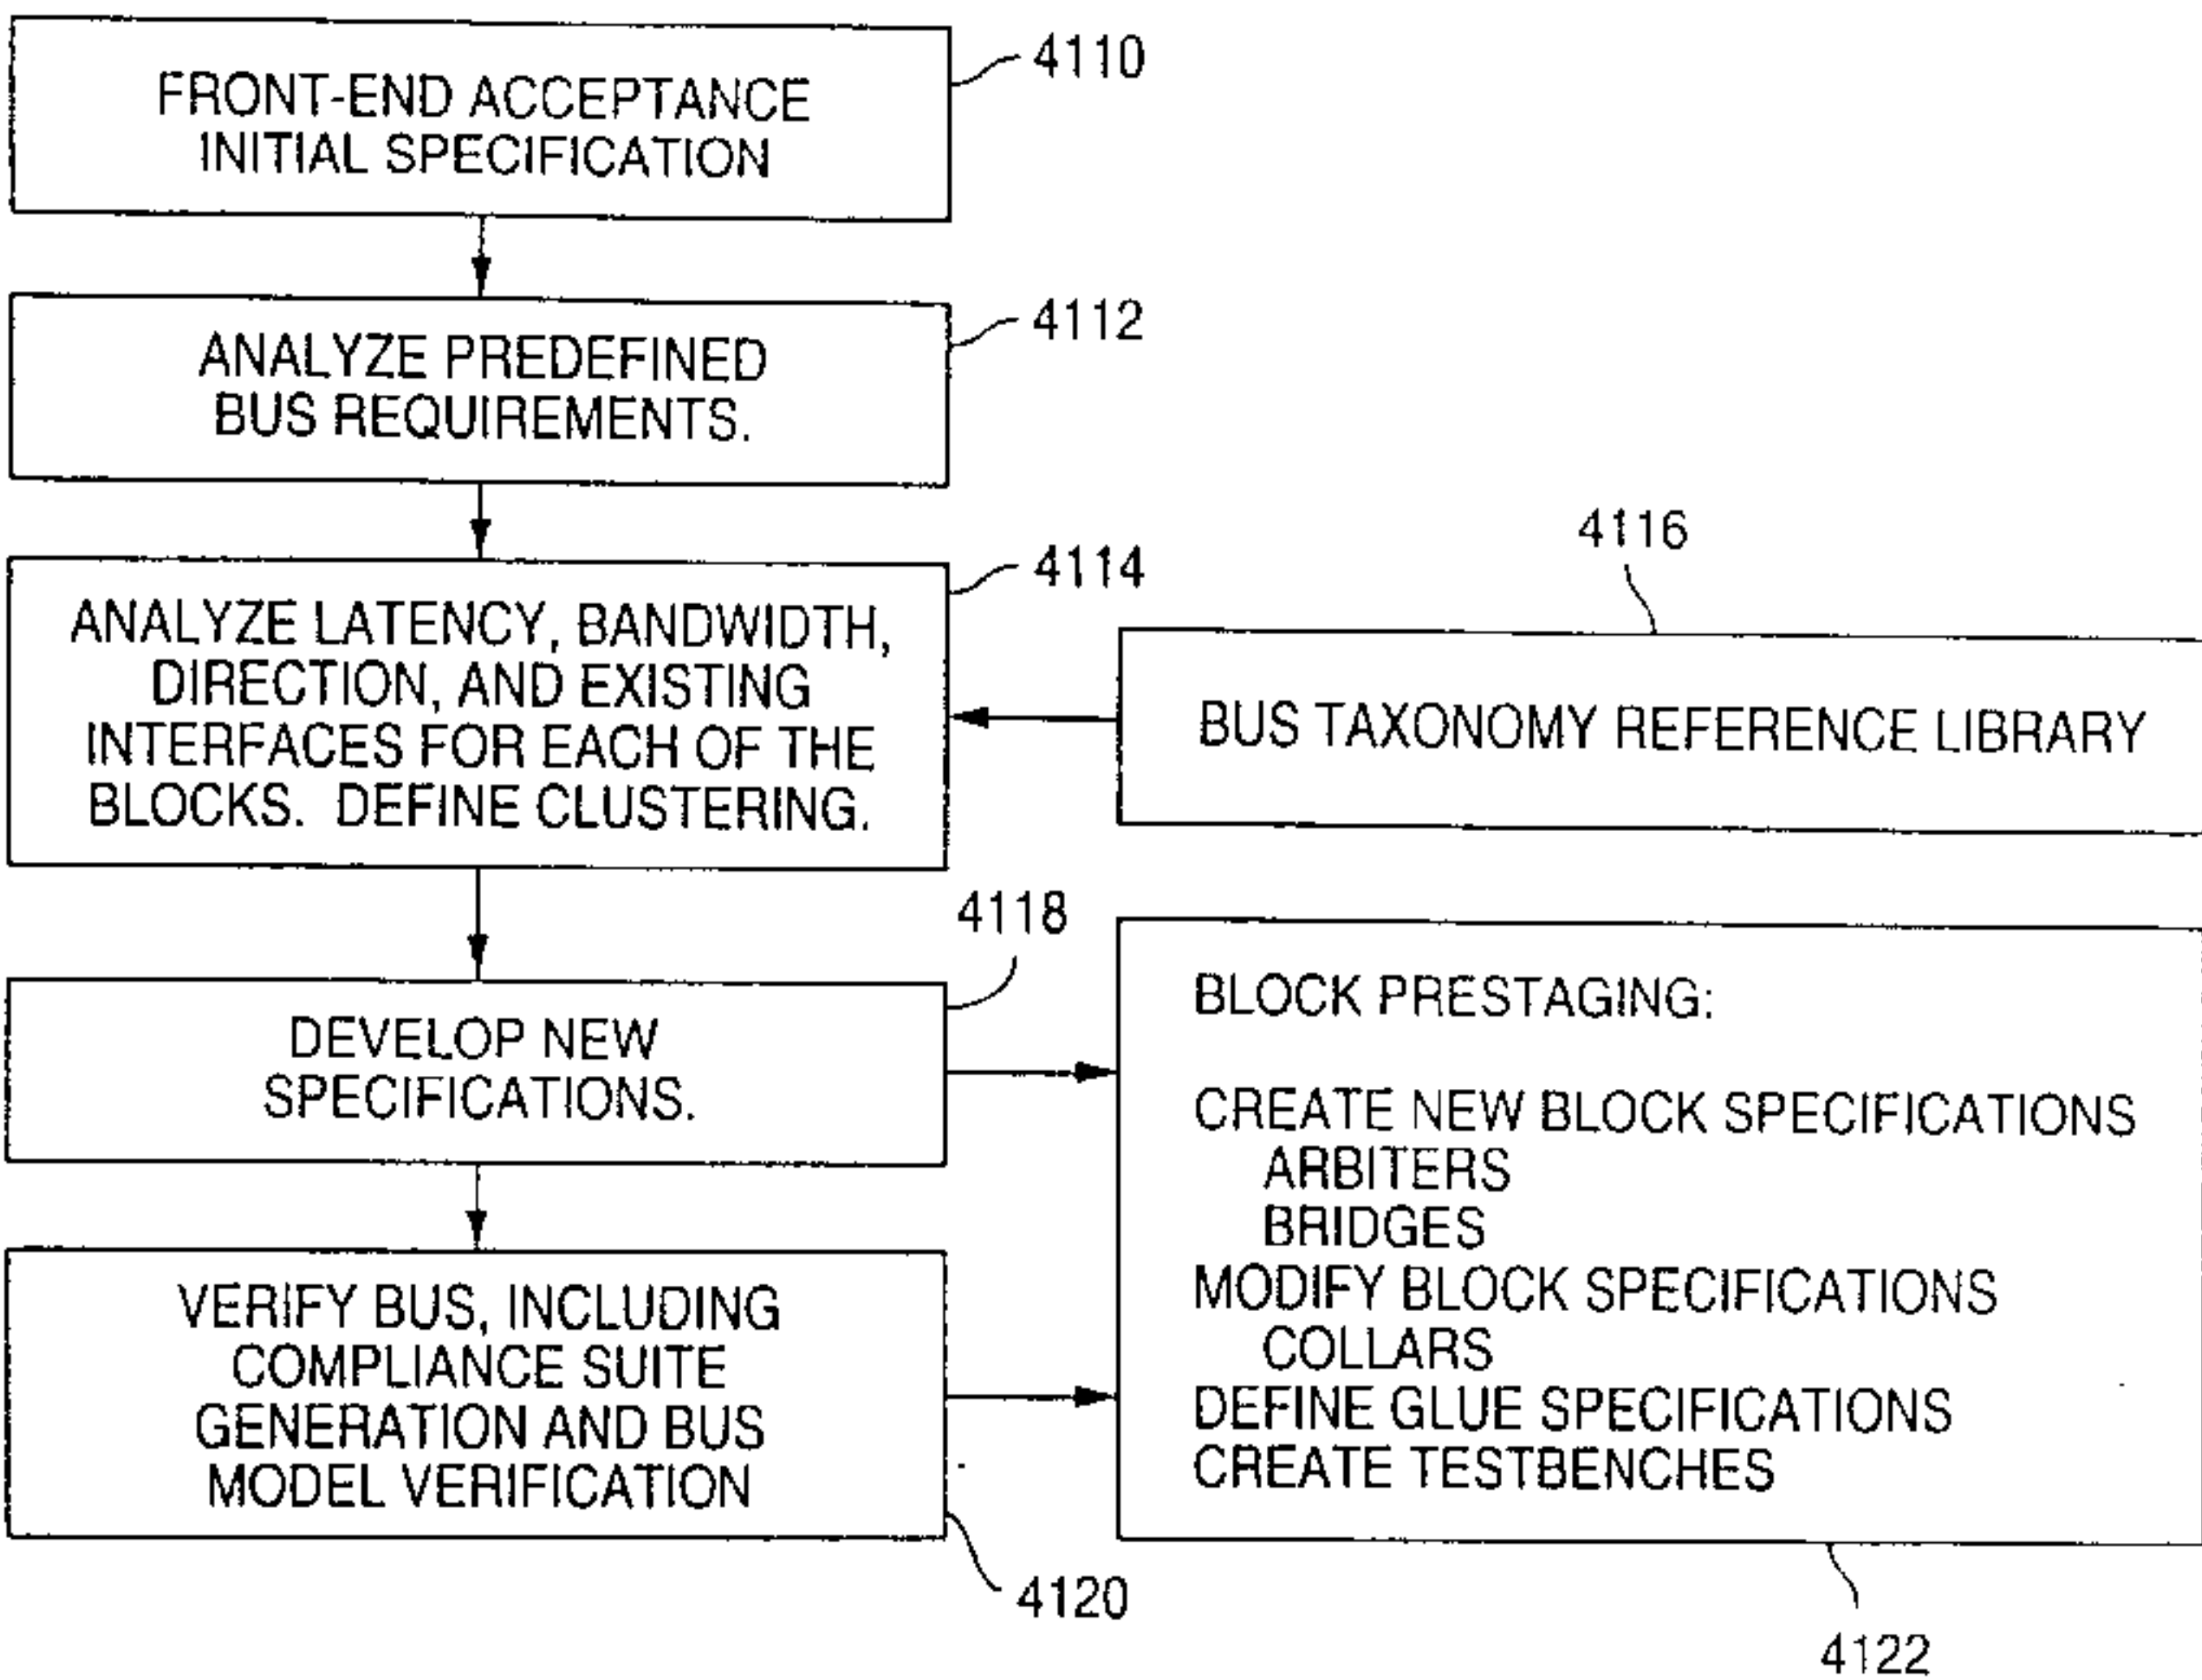 4110
FRONT-END ACCEPTANCE
INITIAL SPECIFICATION
4112
ANALYZE PREDEFINED
BUS REQUIREMENTS.
4114
ANALYZE LATENCY, BANDWIDTH,
DIRECTION, AND EXISTING
INTERFACES FOR EACH OF THE
BLOCKS. DEFINE CLUSTERING.
4116
BUS TAXONOMY REFERENCE LIBRARY
4118
DEVELOP NEW
SPECIFICATIONS.
VERIFY BUS, INCLUDING
COMPLIANCE SUITE
GENERATION AND BUS
MODEL VERIFICATION
4120
BLOCK PRESTAGING:
CREATE NEW BLOCK SPECIFICATIONS
ARBITERS
BRIDGES
MODIFY BLOCK SPECIFICATIONS
COLLARS
DEFINE GLUE SPECIFICATIONS
CREATE TESTBENCHES
4122